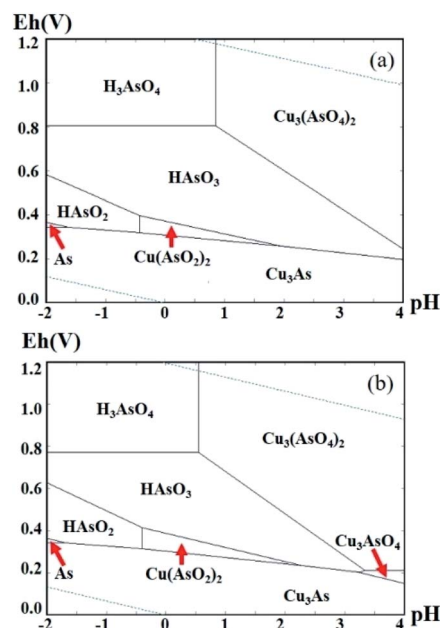 Eh(V)
1.2
(a)
H₃AsO₄
1.0
Cu₃(AsO₄)₂
0.8
0.6
HAsO₃
0.4
HAsO₂
0.2
As
Cu(AsO₂)₂
Cu₃As
0.0
-2 -1 0 1 2 3 4 pH
Eh(V)
1.2
(b)
H₃AsO₄
1.0
Cu₃(AsO₄)₂
0.8
HAsO₃
0.6
Cu₃AsO₄
0.4
HAsO₂
0.2
As
Cu(AsO₂)₂
Cu₃As
0.0
-2 -1 0 1 2 3 4 pH